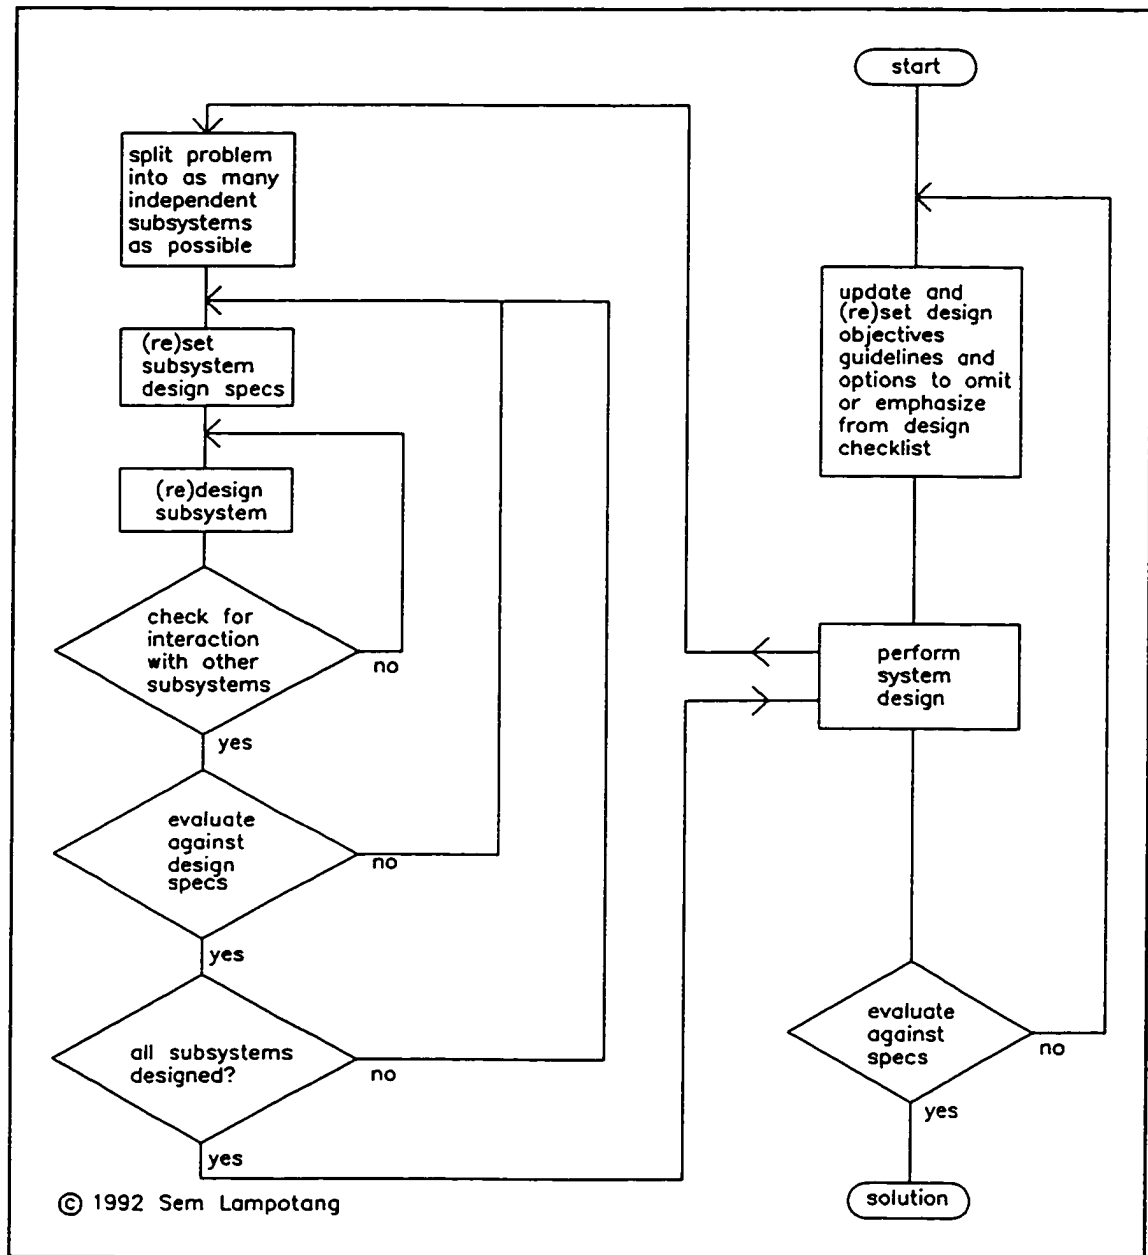 start
update and
(re)set design
objectives
guidelines and
options to omit
or emphasize
from design
checklist
perform
system
design
evaluate
against
specs
no
yes
solution
split problem
into as many
independent
subsystems
as possible
(re)set
subsystem
design specs
(re)design
subsystem
check for
interaction
with other
subsystems
no
yes
evaluate
against
design
specs
no
yes
all subsystems
designed?
no
yes
© 1992 Sem Lampotang